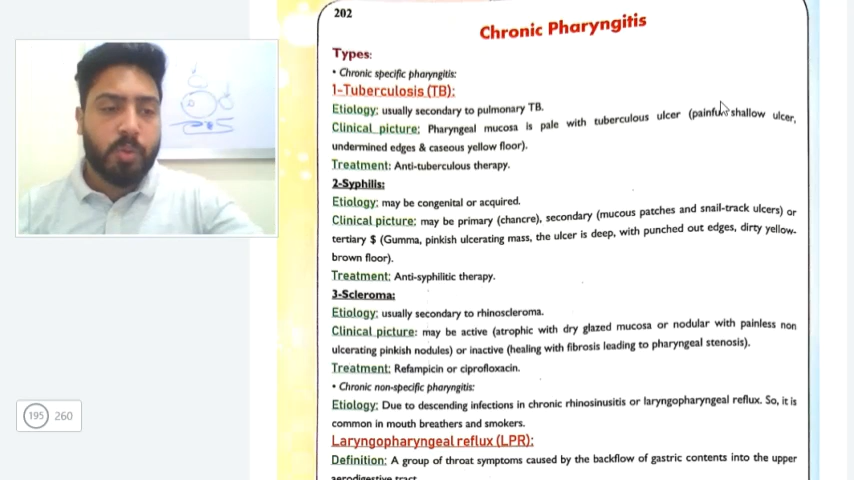 202
Chronic Pharyngitis
Types:
• Chronic specific pharyngitis:
1-Tuberculosis (TB):
Etiology: usually secondary to pulmonary TB.
Clinical picture: Pharyngeal mucosa is pale with tuberculous ulcer (painful shallow ulcer,
undermined edges & caseous yellow floor).
Treatment: Anti-tuberculous therapy.
2-Syphilis:
Etiology: may be congenital or acquired.
Clinical picture: may be primary (chancre), secondary (mucous patches and snail-track ulcers) or
tertiary $ (Gumma, pinkish ulcerating mass, the ulcer is deep, with punched out edges, dirty yellow-
brown floor).
Treatment: Anti-syphilitic therapy.
3-Scleroma:
Etiology: usually secondary to rhinoscleroma.
Clinical picture: may be active (atrophic with dry glazed mucosa or nodular with painless non
ulcerating pinkish nodules) or inactive (healing with fibrosis leading to pharyngeal stenosis).
Treatment: Refampicin or ciprofloxacin.
• Chronic non-specific pharyngitis:
Etiology: Due to descending infections in chronic rhinosinusitis or laryngopharyngeal reflux. So, it is
common in mouth breathers and smokers.
Laryngopharyngeal reflux (LPR):
Definition: A group of throat symptoms caused by the backflow of gastric contents into the upper
aerodigestive tract
195 260